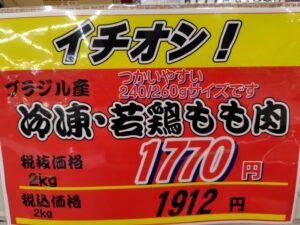 イチオシ！
ブラジル産
つかいやすい
240/260gサイズです
冷凍・若鶏もも肉
税抜価格
2kg
1770円
税込価格
2kg
1912円